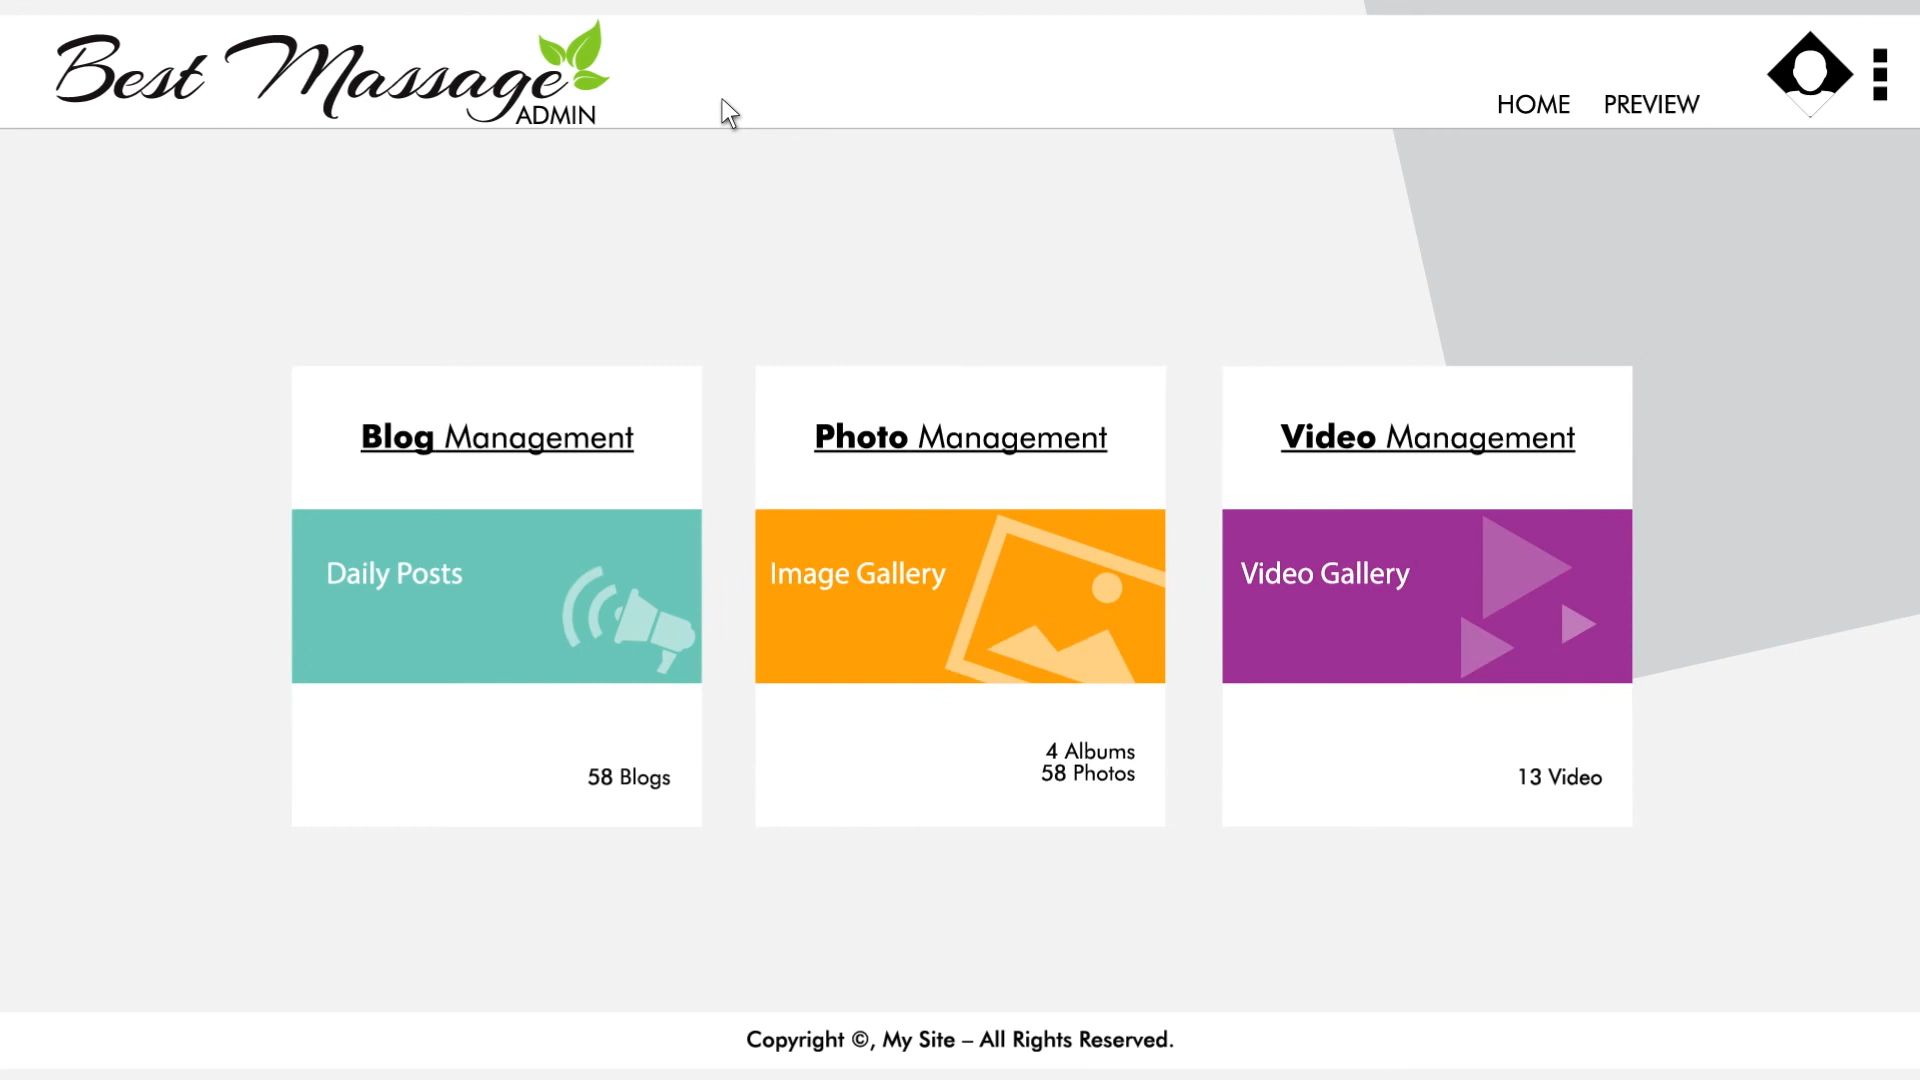 Best Massage
ADMIN
HOME PREVIEW
Blog Management
Daily Posts
58 Blogs
Photo Management
Image Gallery
4 Albums
58 Photos
Video Management
Video Gallery
13 Video
Copyright ©, My Site – All Rights Reserved.